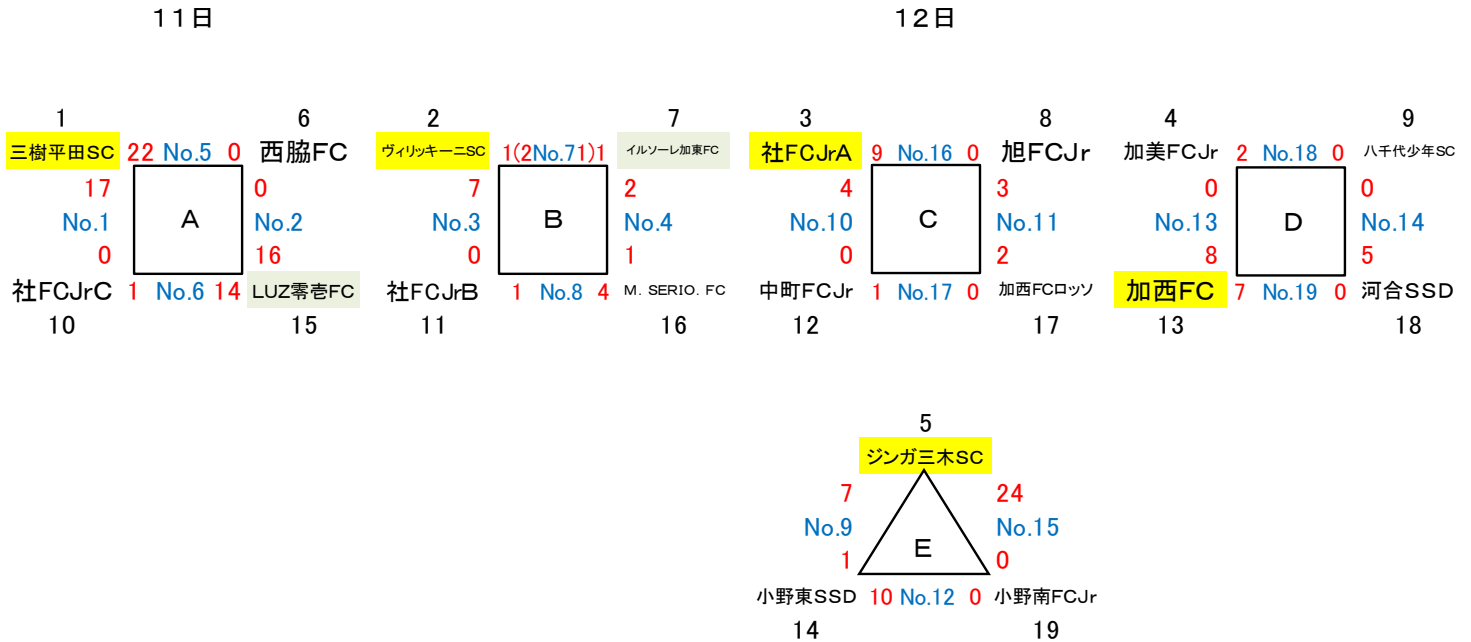 11日 12日
1 6 2 7 3 8 4 9
三樹平田SC 22 No.5 0 西脇FC ヴィリッキーニSC 1(2No.71)1 イルソーレ加東FC 社FCJrA 9 No.16 0 旭FCJr 加美FCJr 2 No.18 0 八千代少年SC
17 0 7 2 4 3 0 0
No.1 A No.2 No.3 B No.4 No.10 C No.11 No.13 D No.14
0 16 0 1 0 2 8 5
社FCJrC 1 No.6 14 LUZ零壱FC 社FCJrB 1 No.8 4 M. SERIO. FC 中町FCJr 1 No.17 0 加西FCロッソ 加西FC 7 No.19 0 河合SSD
10 15 11 16 12 17 13 18
5
ジンガ三木SC
7 24
No.9 No.15
E
1 0
小野東SSD 10 No.12 0 小野南FCJr
14 19